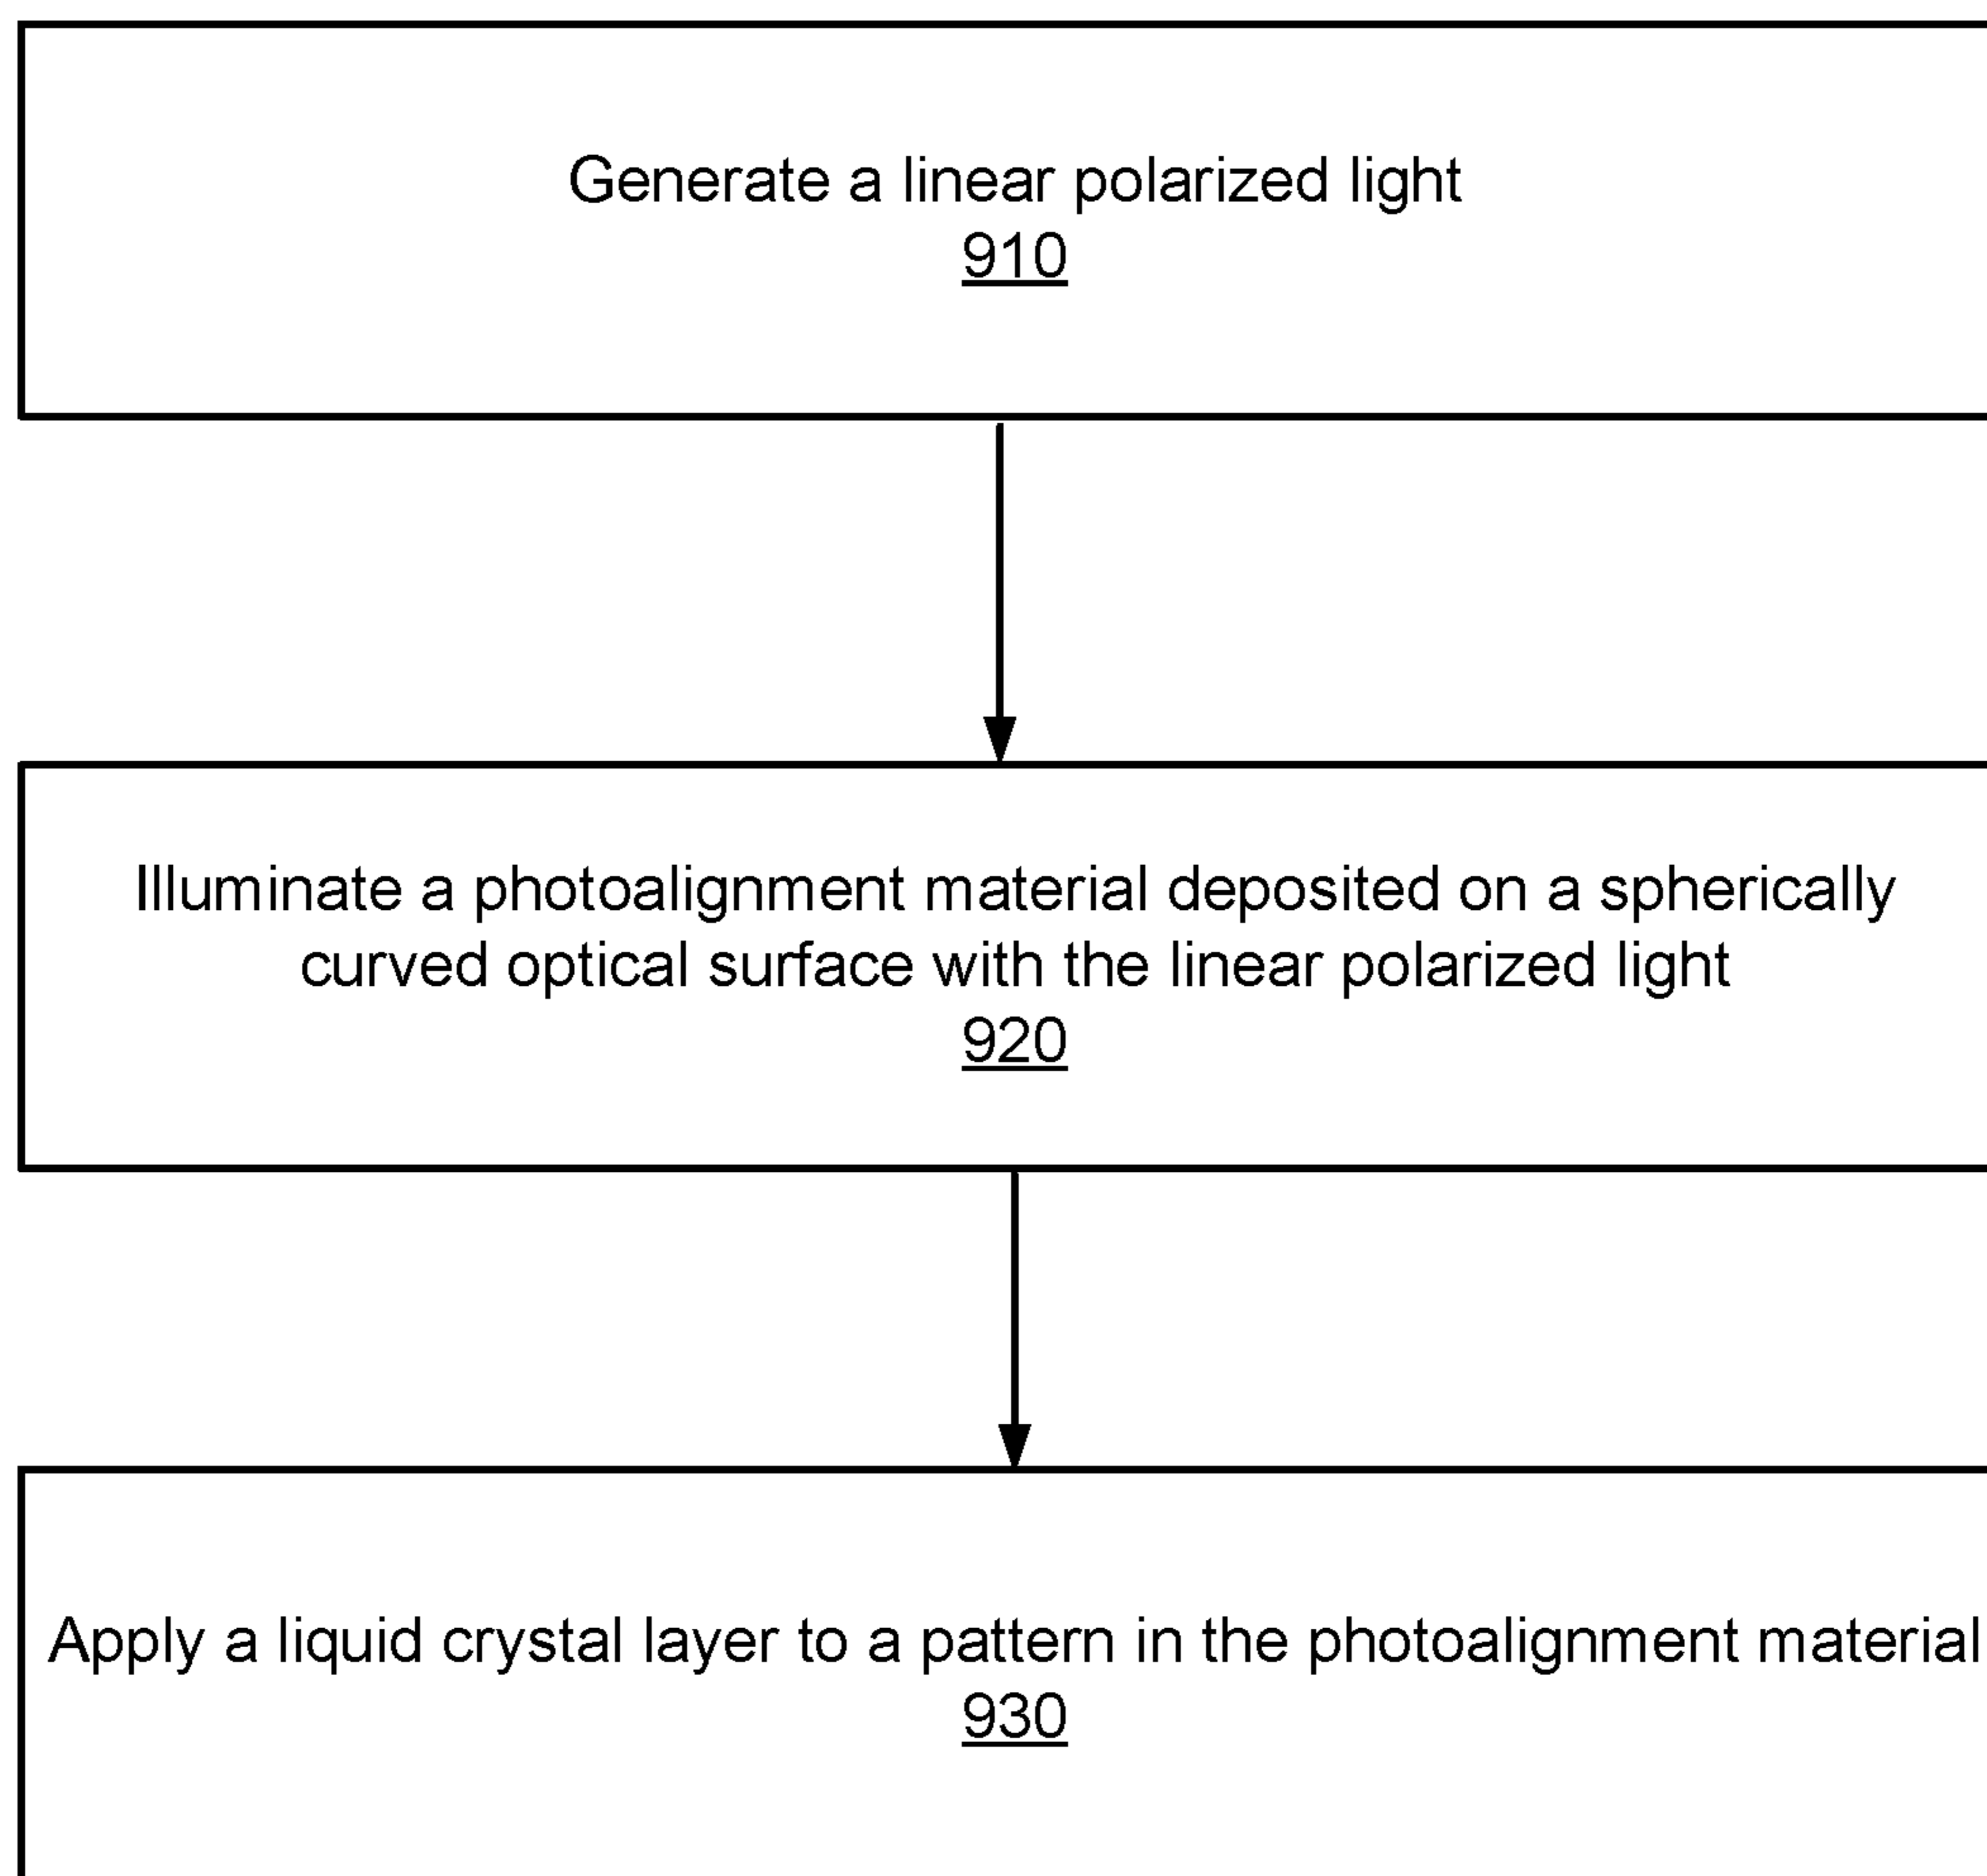 Generate a linear polarized light
910
Illuminate a photoalignment material deposited on a spherically
curved optical surface with the linear polarized light
920
Apply a liquid crystal layer to a pattern in the photoalignment material
930